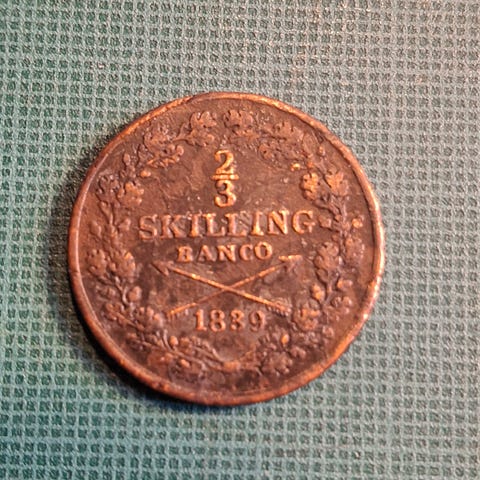 2/3
SKILLING
BANCO
1839